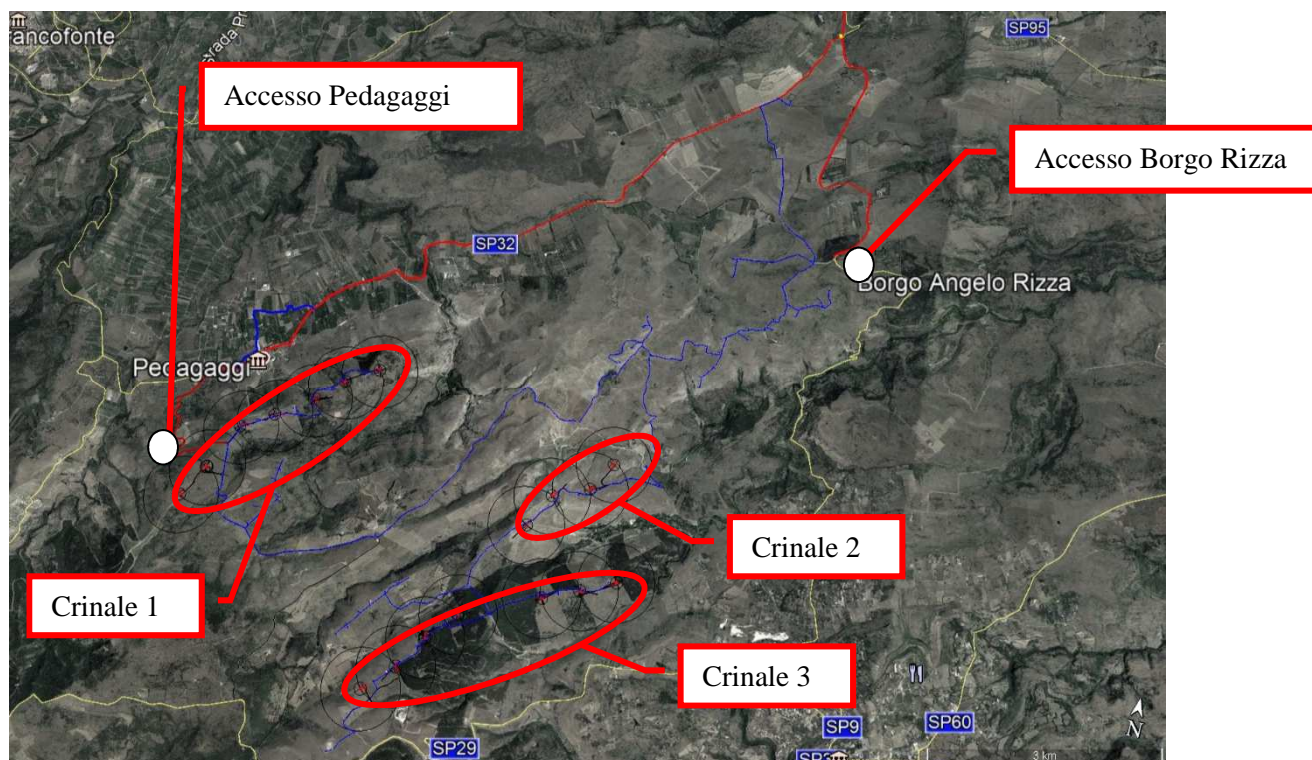 ancofonte
SP95
Accesso Pedagaggi
Accesso Borgo Rizza
SP32
Borgo Angelo Rizza
Pedagaggi
Crinale 2
Crinale 1
Crinale 3
SP9
SP60
N
SP29
3 km